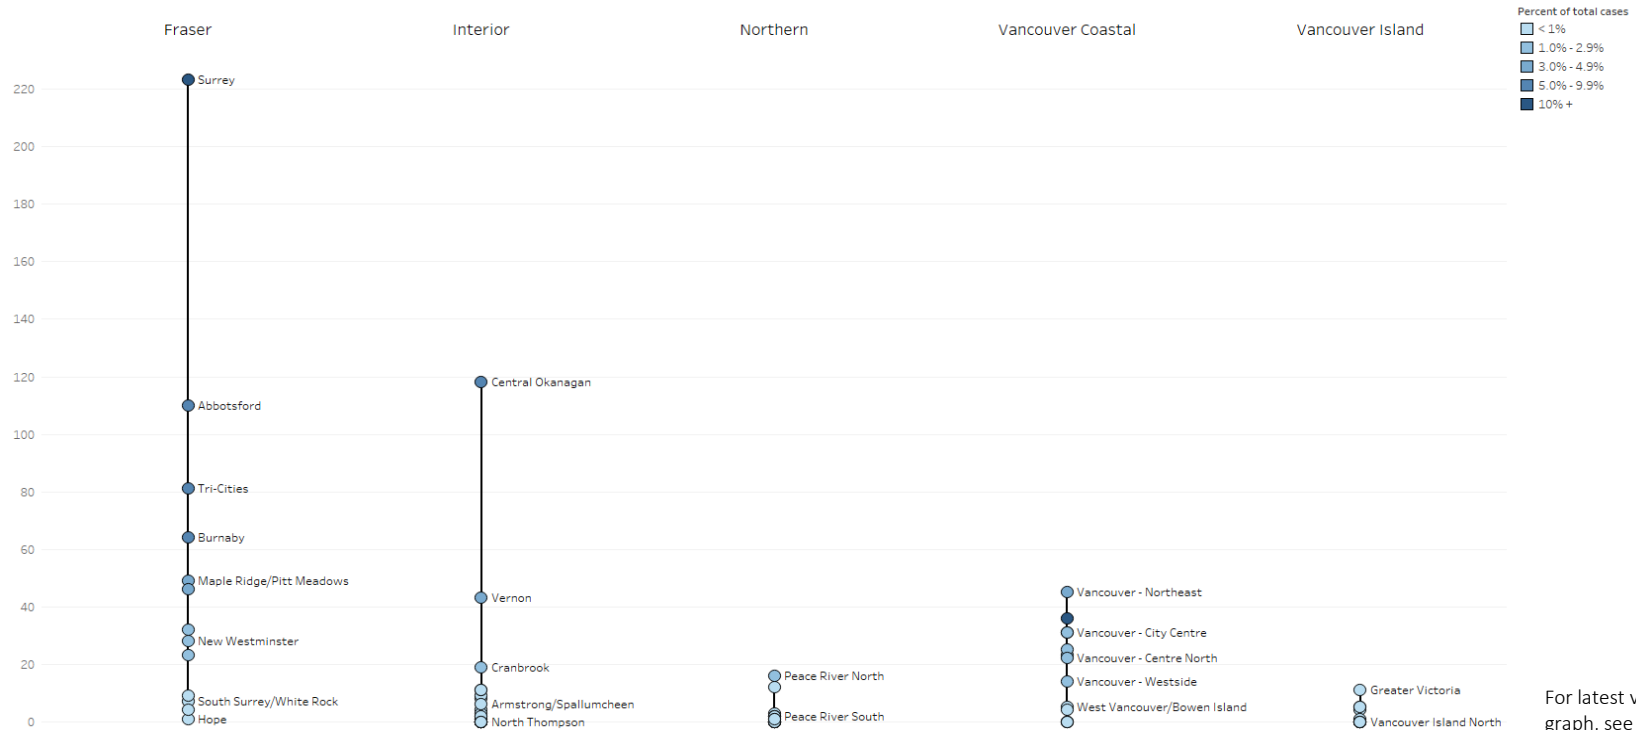 Fraser
Interior
Northern
Vancouver Coastal
Vancouver Island
Percent of total cases
< 1%
1.0% - 2.9%
3.0% - 4.9%
5.0% - 9.9%
10% +
220
200
180
160
140
120
100
80
60
40
20
0
Surrey
Abbotsford
Tri-Cities
Burnaby
Maple Ridge/Pitt Meadows
New Westminster
South Surrey/White Rock
Hope
Central Okanagan
Vernon
Cranbrook
Armstrong/Spallumcheen
North Thompson
Peace River North
Peace River South
Vancouver - Northeast
Vancouver - City Centre
Vancouver - Centre North
Vancouver - Westside
West Vancouver/Bowen Island
Greater Victoria
Vancouver Island North
For latest v
graph, see